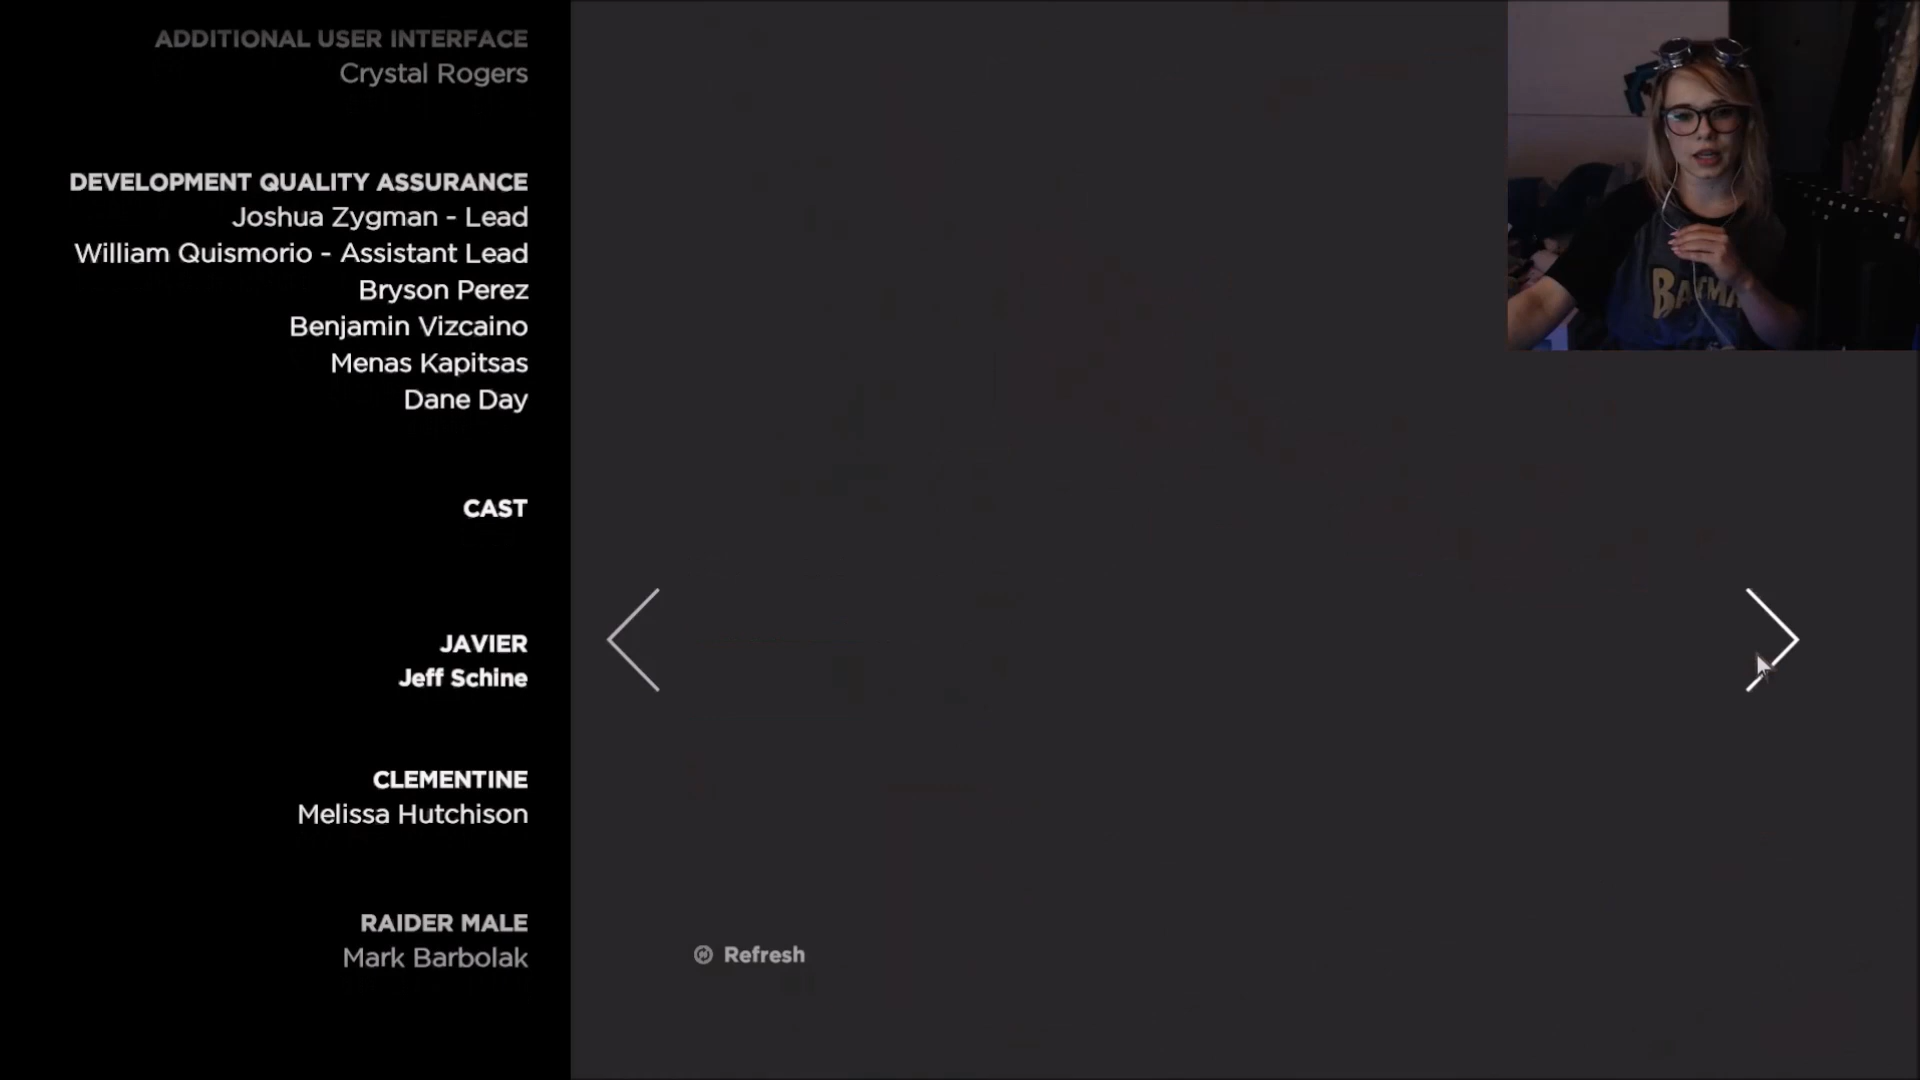 ADDITIONAL USER INTERFACE
Crystal Rogers
DEVELOPMENT QUALITY ASSURANCE
Joshua Zygman - Lead
William Quismorio - Assistant Lead
Bryson Perez
Benjamin Vizcaino
Menas Kapitsas
Dane Day
CAST
JAVIER
Jeff Schine
CLEMENTINE
Melissa Hutchison
RAIDER MALE
Mark Barbolak
Refresh
BATMA